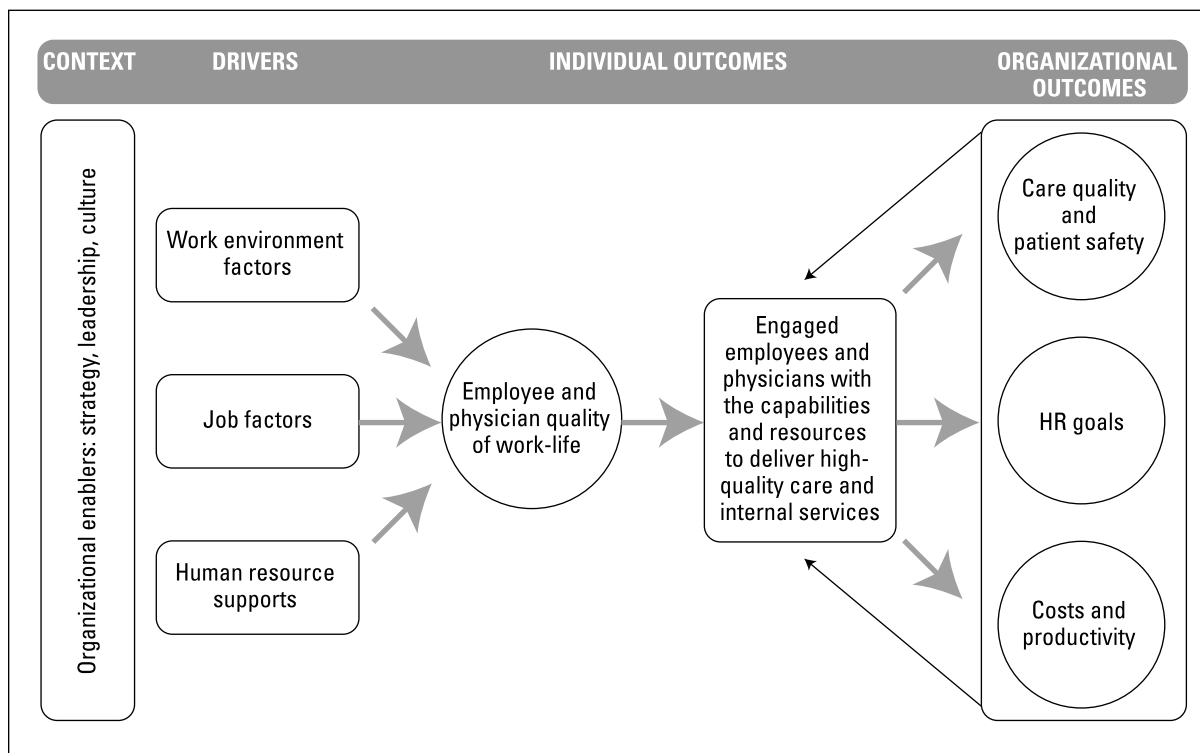 CONTEXT
DRIVERS
INDIVIDUAL OUTCOMES
ORGANIZATIONAL
OUTCOMES
Organizational enablers: strategy, leadership, culture
Work environment
factors
Job factors
Human resource
supports
Employee and
physician quality
of work-life
Engaged
employees and
physicians with
the capabilities
and resources
to deliver high-
quality care and
internal services
Care quality
and
patient safety
HR goals
Costs and
productivity